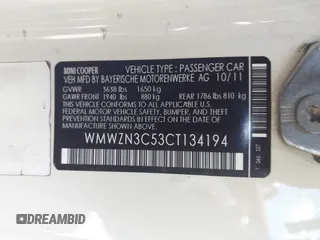 MINI COOPER
VEHICLE TYPE: PASSENGER CAR
VEH MFD BY BAYERISCHE MOTORENWERKE AG 10/11
GVWR 3638 lbs 1650 kg
GAWR FRONT 1940 lbs 880 kg REAR 1786 lbs 810 kg
THIS VEHICLE CONFORMS TO ALL APPLICABLE
FEDERAL MOTOR VEHICLE SAFETY, BUMPER AND
THEFT PREVENTION STANDARDS IN EFFECT ON THE
DATE OF MANUFACTURE SHOWN ABOVE.
WMWZN3C53CT134194
DEALERSHIP.CC